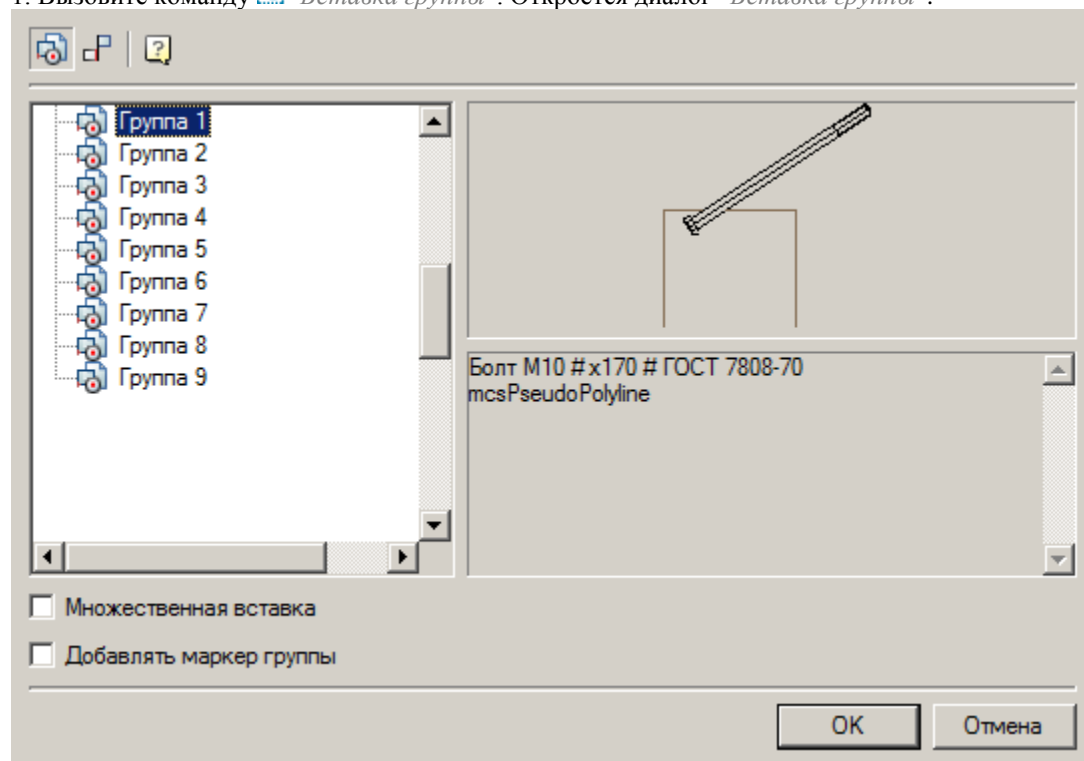 1. Вызовите команду "Вставка группы". Откроется диалог "Вставка группы".
Группа 1
Группа 2
Группа 3
Группа 4
Группа 5
Группа 6
Группа 7
Группа 8
Группа 9
Болт М10 # x170 # ГОСТ 7808-70
mcsPseudoPolyline
Множественная вставка
Добавлять маркер группы
OK
Отмена